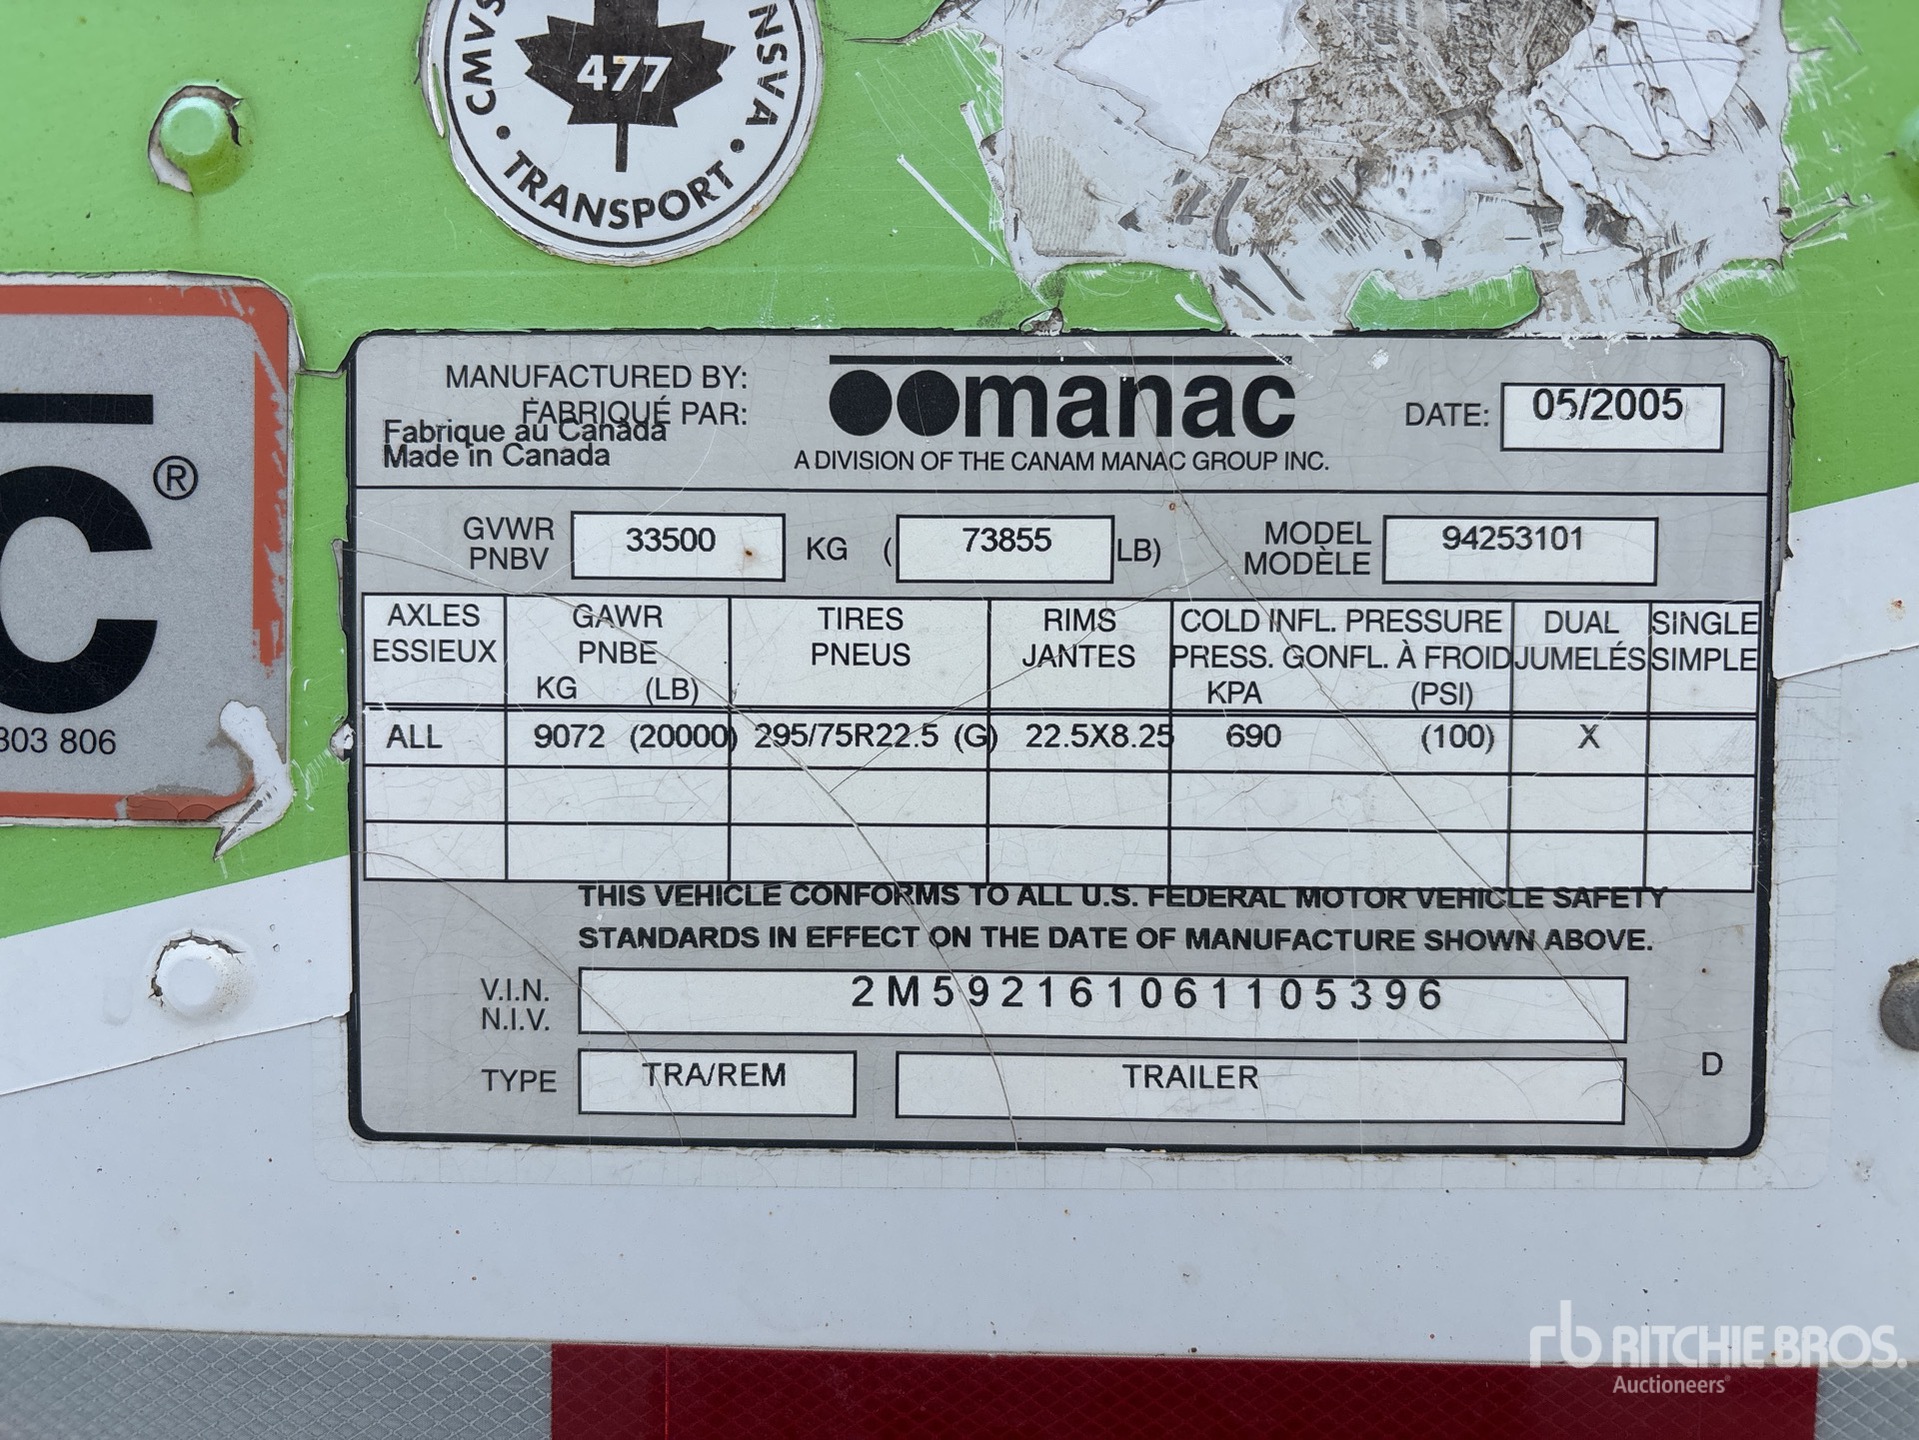 CMVS
477
NSVA
• TRANSPORT •
C ®
303 806
MANUFACTURED BY:
FABRIQUÉ PAR:
Fabrique au Canada
Made in Canada
manac
A DIVISION OF THE CANAM MANAC GROUP INC.
DATE: 05/2005
GVWR
PNBV
33500 KG ( 73855 LB)
MODEL
MODÈLE
94253101
AXLES GAWR TIRES RIMS COLD INFL. PRESSURE DUAL SINGLE
ESSIEUX PNBE PNEUS JANTES PRESS. GONFL. À FROID JUMELÉS SIMPLE
KG (LB) KPA (PSI)
ALL 9072 (20000) 295/75R22.5 (G) 22.5X8.25 690 (100) X
THIS VEHICLE CONFORMS TO ALL U.S. FEDERAL MOTOR VEHICLE SAFETY
STANDARDS IN EFFECT ON THE DATE OF MANUFACTURE SHOWN ABOVE.
V.I.N.
N.I.V.
2M592161061105396
TYPE TRA/REM TRAILER D
rb RITCHIE BROS.
Auctioneers